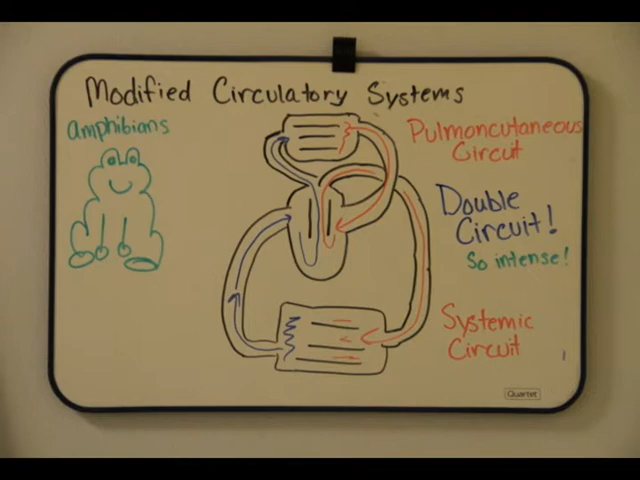 Modified Circulatory Systems
amphibians
Pulmoncutaneous
Circuit
Double
Circuit!
So intense!
Systemic
Circuit
Quartet